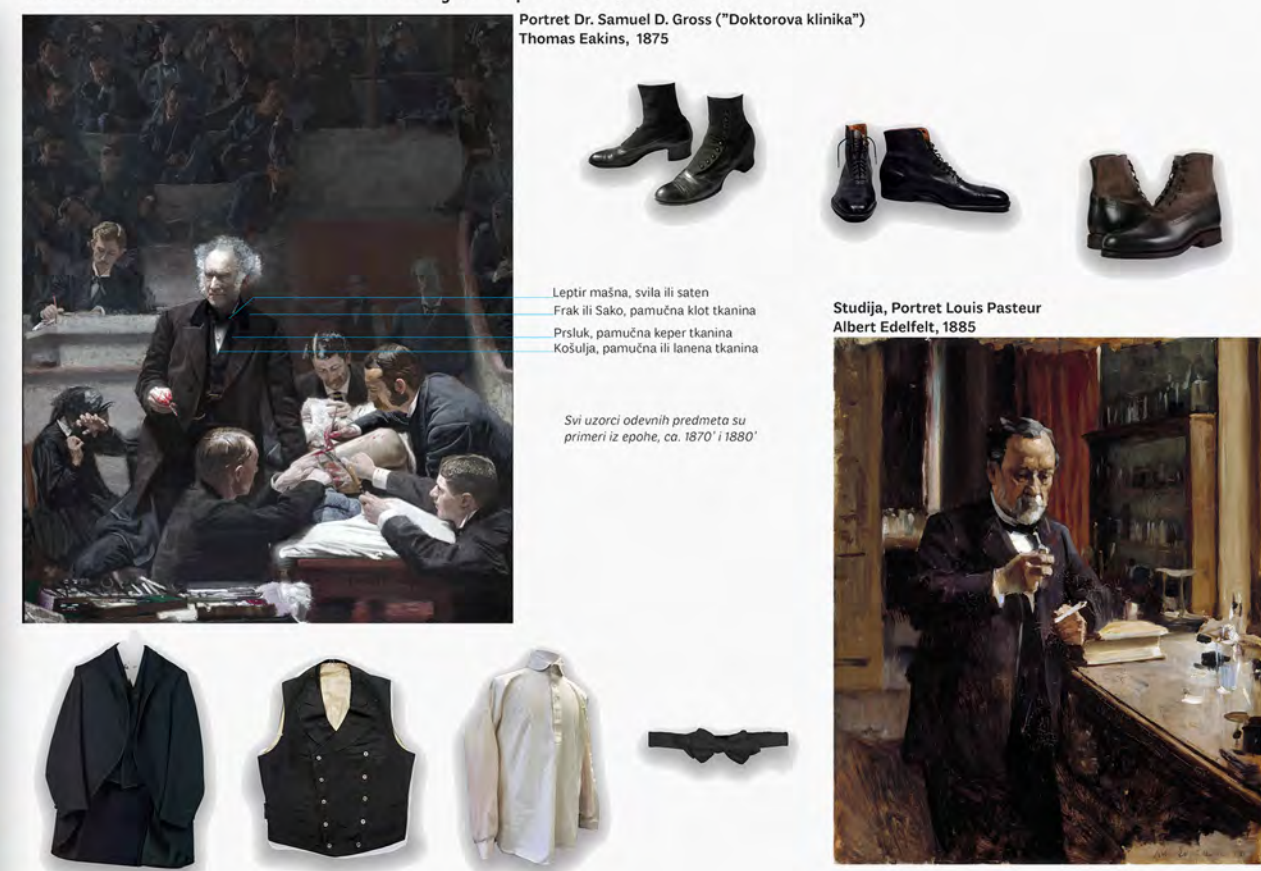 Portret Dr. Samuel D. Gross (”Doktorova klinika”)
Thomas Eakins, 1875
Leptir mašna, svila ili saten
Frak ili Sako, pamučna klot tkanina
Prsluk, pamučna keper tkanina
Košulja, pamučna ili lanena tkanina
Svi uzorci odevnih predmeta su
primeri iz epohe, ca. 1870' i 1880'
Studija, Portret Louis Pasteur
Albert Edelfelt, 1885